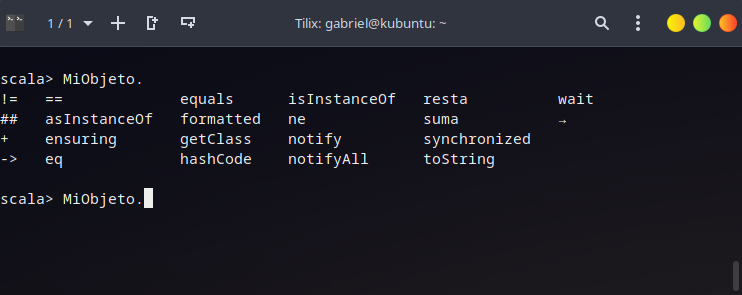 1 / 1
Tilix: gabriel@kubuntu: ~
scala> MiObjeto.
!=   ==           equals      isInstanceOf   resta          wait
##   asInstanceOf   formatted   ne             suma           →
+    ensuring     getClass    notify         synchronized
->   eq           hashCode    notifyAll      toString
scala> MiObjeto.